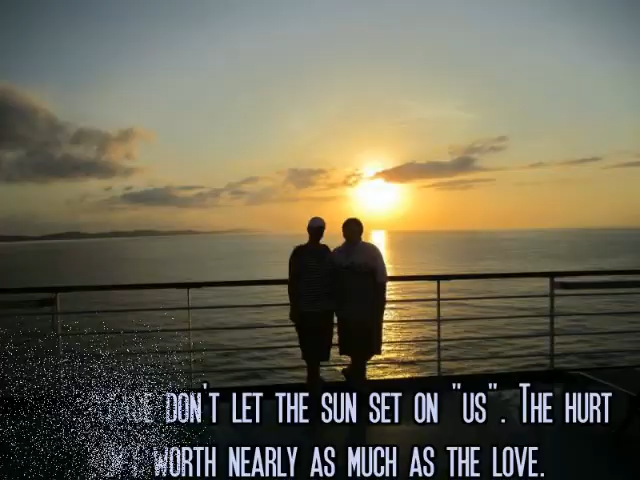 don't let the sun set on "us". The hurt
worth nearly as much as the love.